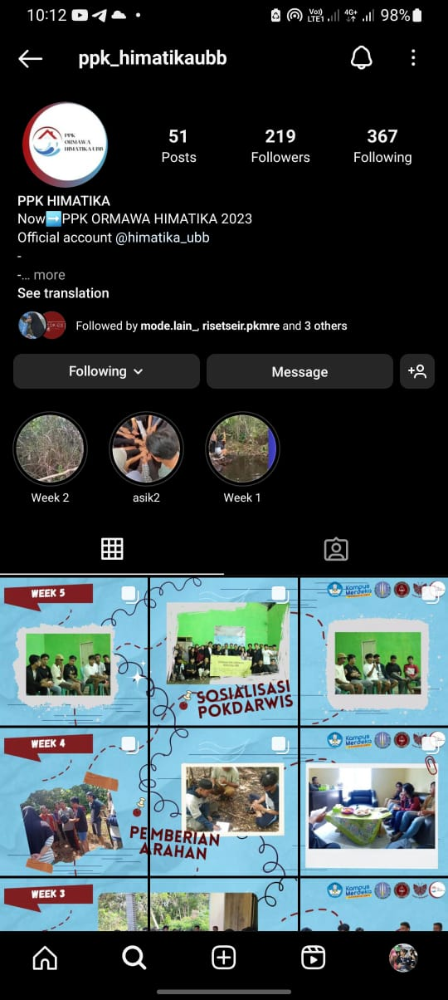 10:12
Vo)) LTE1
4G+
98%
ppk_himatikaubb
PPK
ORMAWA
HIMATIKA UBB
51 Posts
219 Followers
367 Following
PPK HIMATIKA
Now➡️PPK ORMAWA HIMATIKA 2023
Official account @himatika_ubb
-
-... more
See translation
Followed by mode.lain_, risetseir.pkmre and 3 others
Following
Message
Week 2
asik2
Week 1
WEEK 5
SOSIALISASI
POKDARWIS
Kampus
Merdeka
WEEK 4
PEMBERIAN
ARAHAN
Kampus
Merdeka
WEEK 3
Kampus
Merdeka